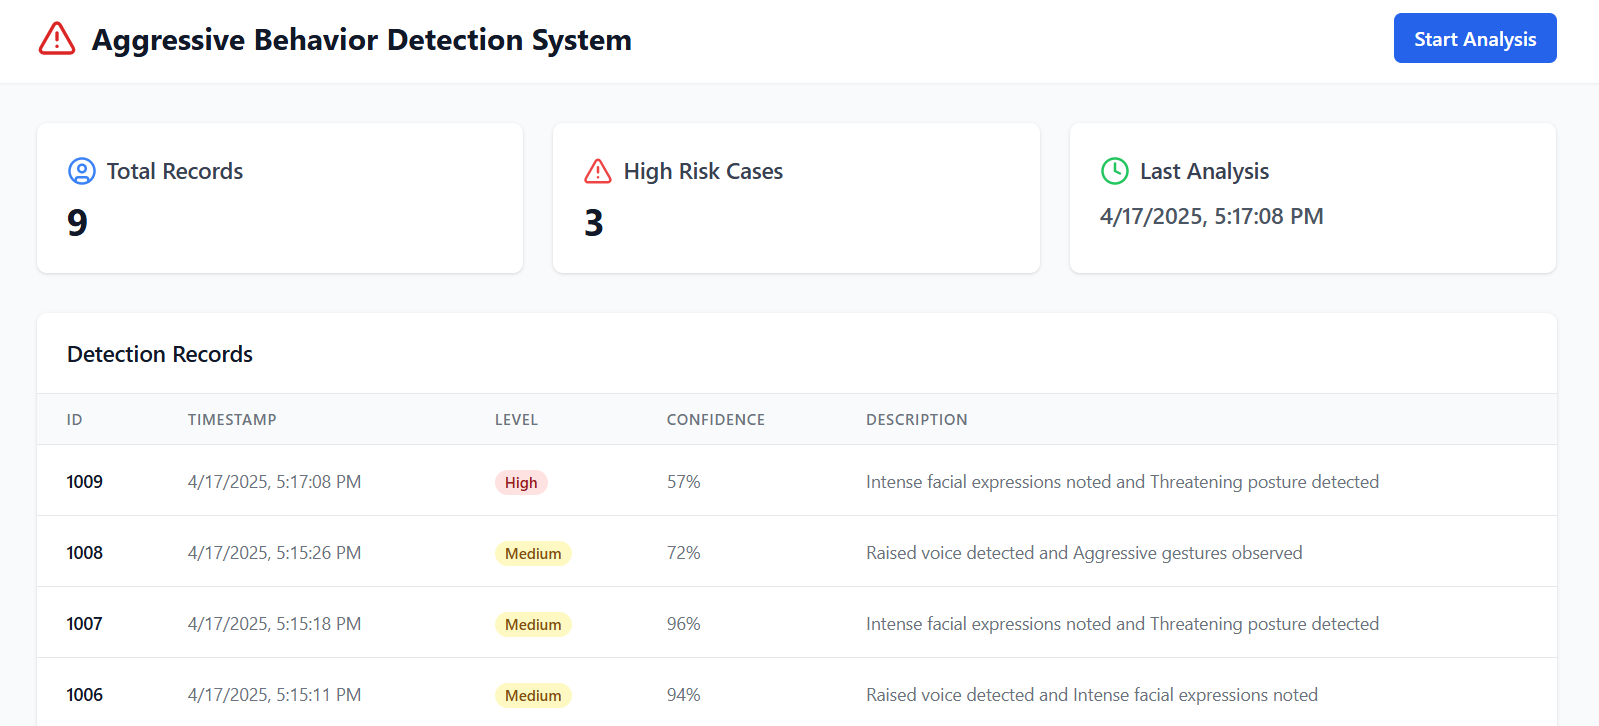 Aggressive Behavior Detection System
Start Analysis
Total Records
9
High Risk Cases
3
Last Analysis
4/17/2025, 5:17:08 PM
Detection Records
ID TIMESTAMP LEVEL CONFIDENCE DESCRIPTION
1009 4/17/2025, 5:17:08 PM High 57% Intense facial expressions noted and Threatening posture detected
1008 4/17/2025, 5:15:26 PM Medium 72% Raised voice detected and Aggressive gestures observed
1007 4/17/2025, 5:15:18 PM Medium 96% Intense facial expressions noted and Threatening posture detected
1006 4/17/2025, 5:15:11 PM Medium 94% Raised voice detected and Intense facial expressions noted